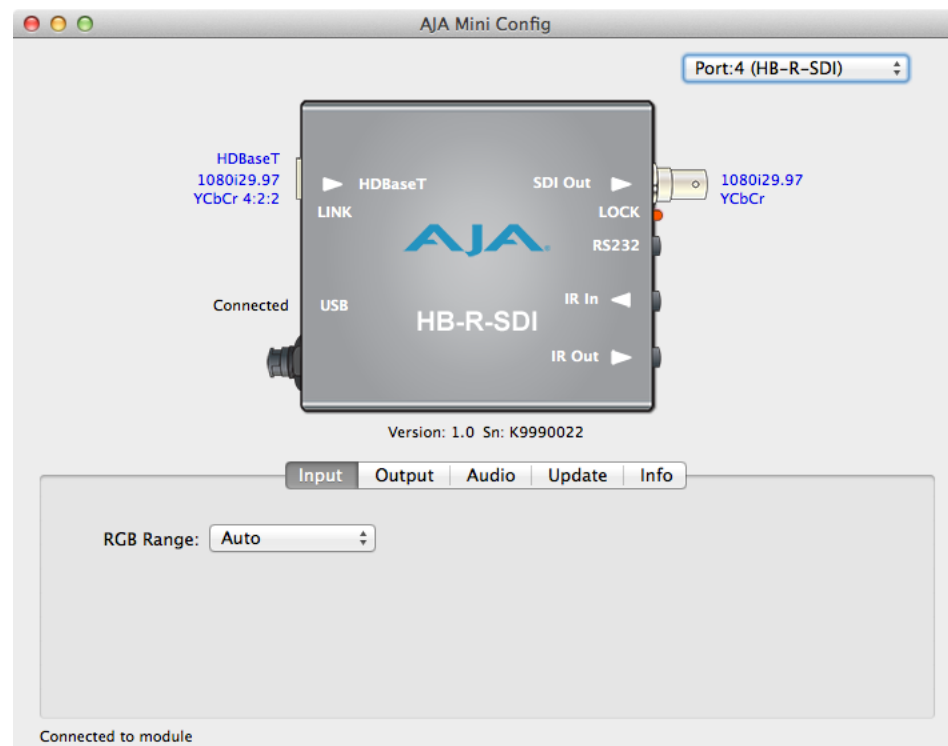 AJA Mini Config
Port:4 (HB-R-SDI)
HDBaseT
1080i29.97
YCbCr 4:2:2
HDBaseT
SDI Out
1080i29.97
YCbCr
LINK
LOCK
AJA
RS232
Connected
USB
IR In
HB-R-SDI
IR Out
Version: 1.0 Sn: K9990022
Input Output Audio Update Info
RGB Range: Auto
Connected to module